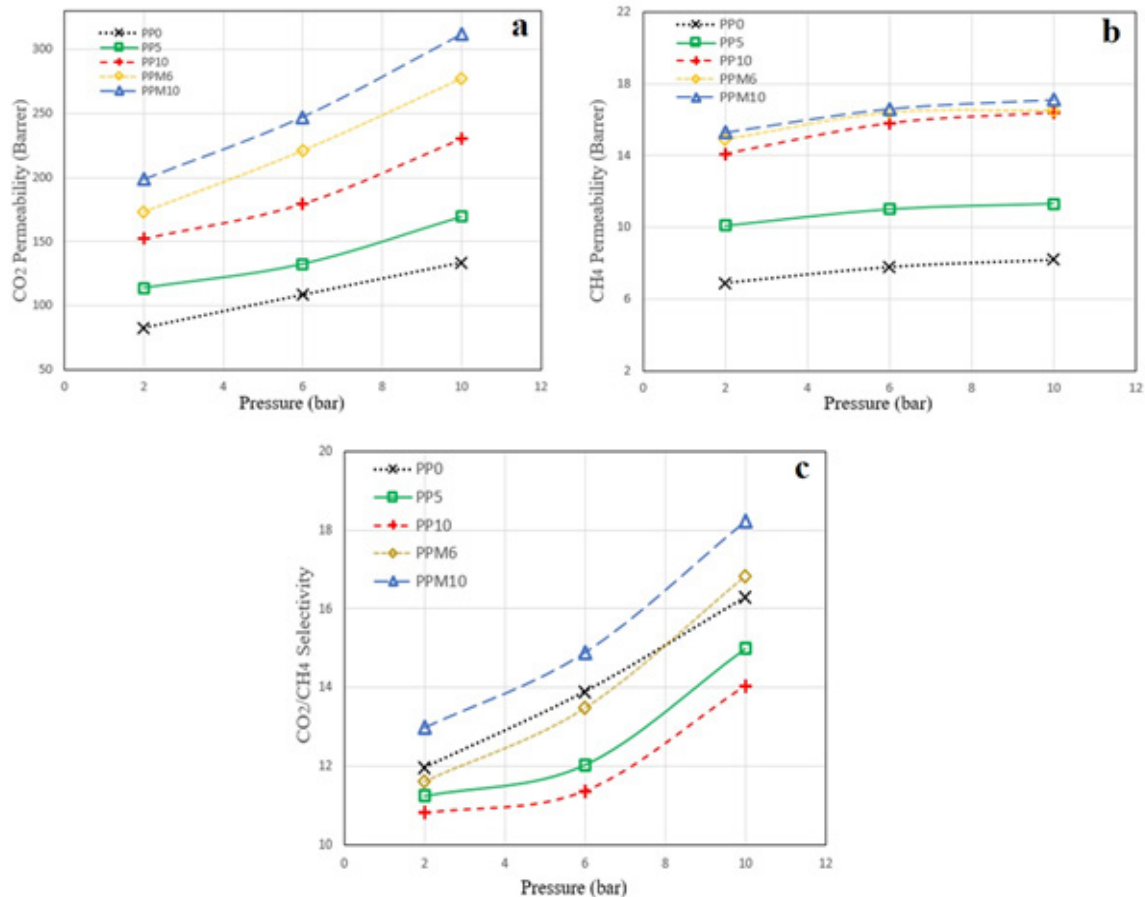 a
PP0
PP5
PP10
PPM6
PPM10
CO2 Permeability (Barrer)
300
250
200
150
100
50
0 2 4 6 8 10 12
Pressure (bar)
b
PP0
PP5
PP10
PPM6
PPM10
CH4 Permeability (Barrer)
22
18
14
10
6
2
0 2 4 6 8 10 12
Pressure (bar)
c
PP0
PP5
PP10
PPM6
PPM10
CO2/CH4 Selectivity
20
18
16
14
12
10
0 2 4 6 8 10 12
Pressure (bar)